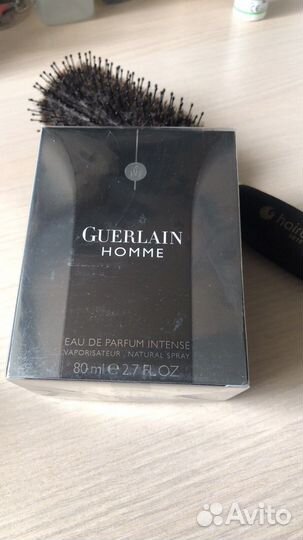 GUERLAIN
HOMME
EAU DE PARFUM INTENSE
VAPORISATEUR . NATURAL SPRAY
80 ml e 2.7 FL.OZ
Avito